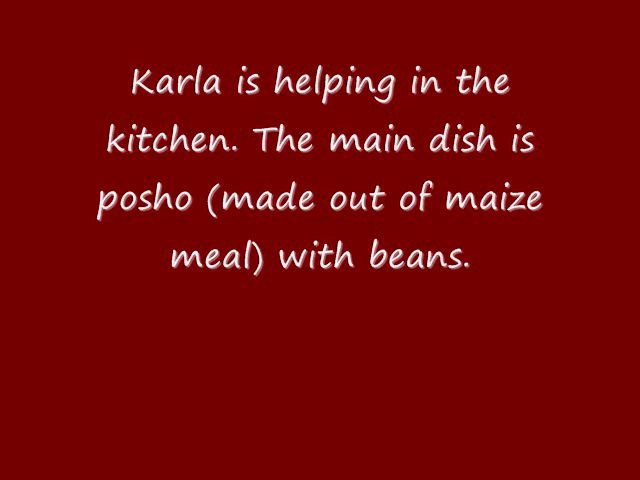 Karla is helping in the
kitchen. The main dish is
posho (made out of maize
meal) with beans.